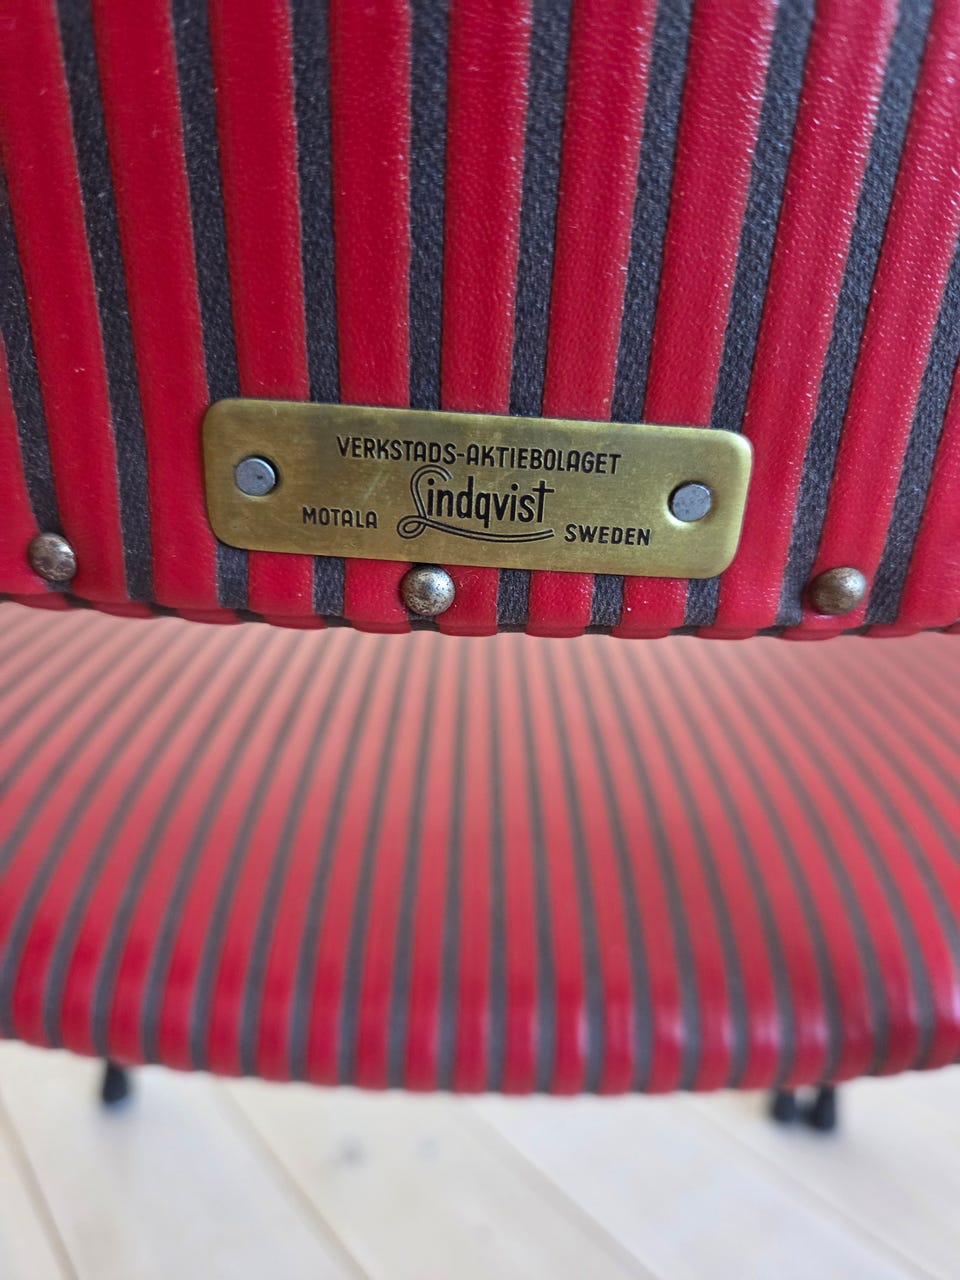 VERKSTADS-AKTIEBOLAGET
Lindqvist
MOTALA SWEDEN